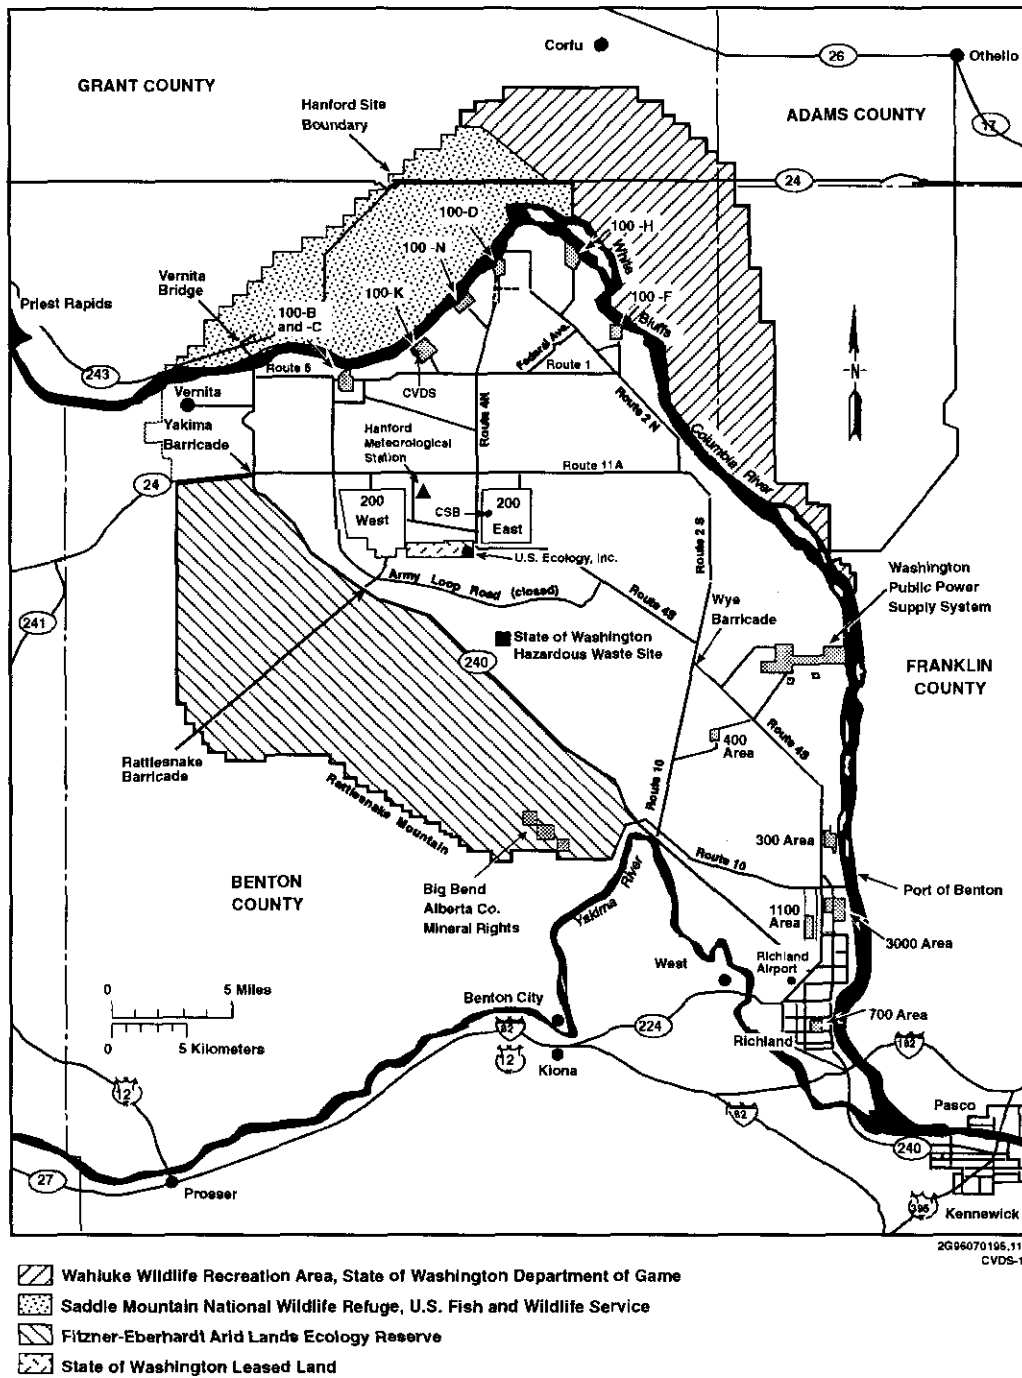 Corfu
26
Othello
GRANT COUNTY
Hanford Site
Boundary
ADAMS COUNTY
17
24
100-D
100 -H
100 -N
White
Vernita
Bridge
Priest Rapids
100-K
100 -F
Bluffs
100-B
and -C
-N-
Federal Ave.
243
Route 6
Route 1
CVDS
Vernita
Route 4N
Route 2 N
Yakima
Barricade
Hanford
Meteorological
Station
Columbia River
24
Route 11A
200
West
CSB
200
East
Route 2 S
U.S. Ecology, Inc.
Washington
Public Power
Supply System
Army Loop Road (closed)
Route 4S
Wye
Barricade
241
State of Washington
Hazardous Waste Site
240
FRANKLIN
COUNTY
Rattlesnake
Barricade
400
Area
Route 4S
Rattlesnake Mountain
Route 10
300 Area
Route 10
BENTON
COUNTY
Big Bend
Alberta Co.
Mineral Rights
Yakima
River
Port of Benton
1100
Area
3000 Area
West
Richland
Airport
0
5 Miles
Benton City
700 Area
82
224
0
5 Kilometers
12
Kiona
Richland
182
12
82
Pasco
240
27
Prosser
395
Kennewick
2G96070195.11
CVDS-1
Wahluke Wildlife Recreation Area, State of Washington Department of Game
Saddle Mountain National Wildlife Refuge, U.S. Fish and Wildlife Service
Fitzner-Eberhardt Arid Lands Ecology Reserve
State of Washington Leased Land